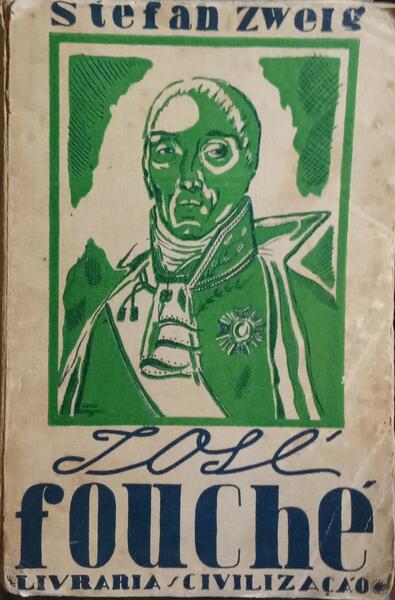 Stefan Zweig
José
fouché
*LIVRARIA/CIVILIZAÇÃO*